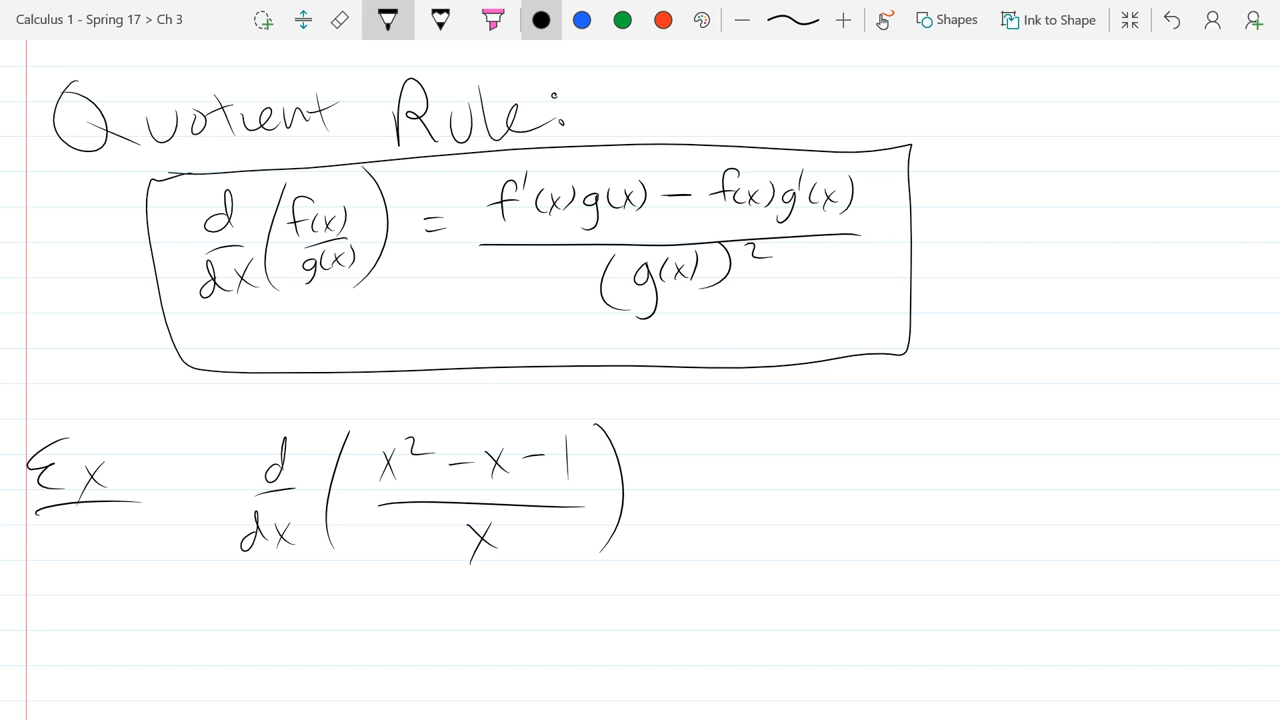 Calculus 1 - Spring 17 > Ch 3 Shapes Ink to Shape
Quotient Rule:
d/dx (f(x)/g(x)) = (f'(x)g(x) - f(x)g'(x))/(g(x))²
Ex d/dx ((x² - x - 1)/x)